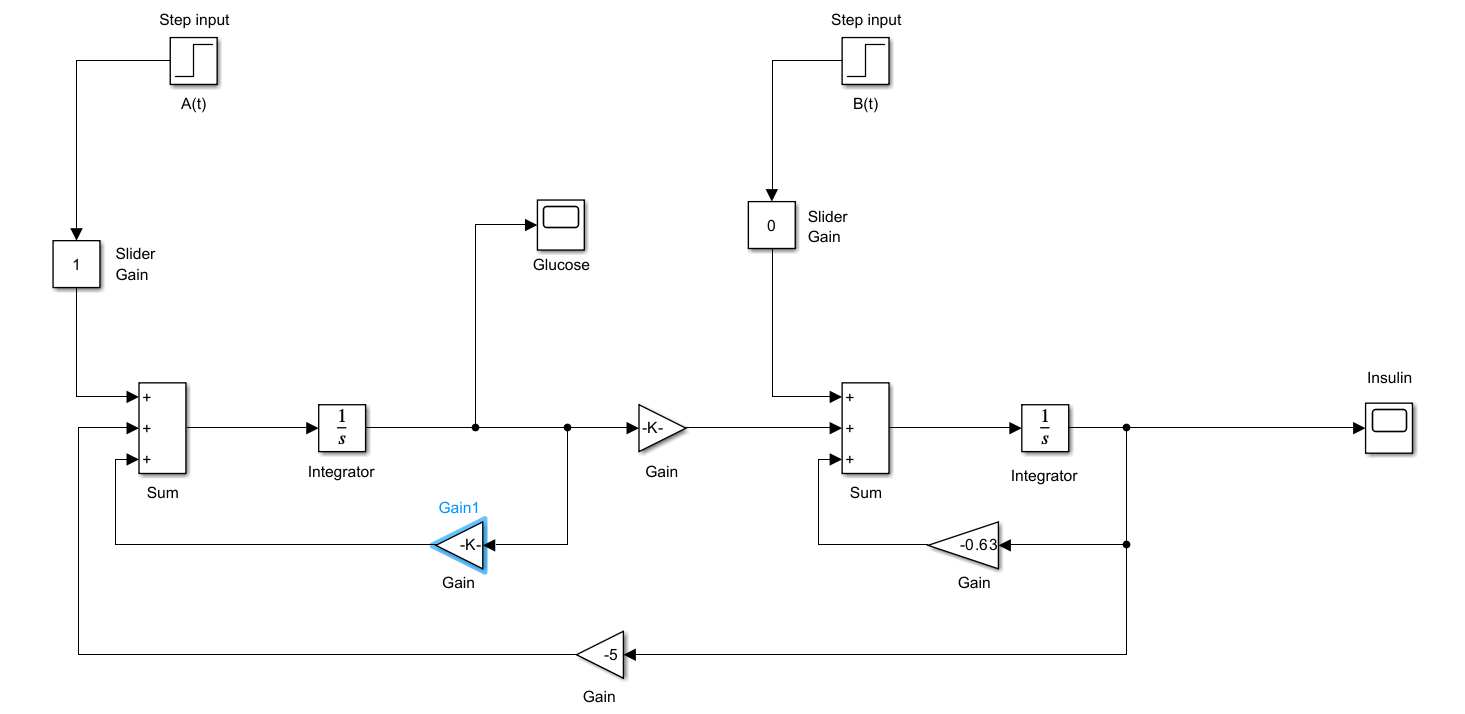 Step input
A(t)
Step input
B(t)
1
Slider
Gain
Glucose
0
Slider
Gain
+
+
+
Sum
1
s
Integrator
-K-
Gain
+
+
+
Sum
1
s
Integrator
Insulin
Gain1
-K-
Gain
-0.63
Gain
-5
Gain